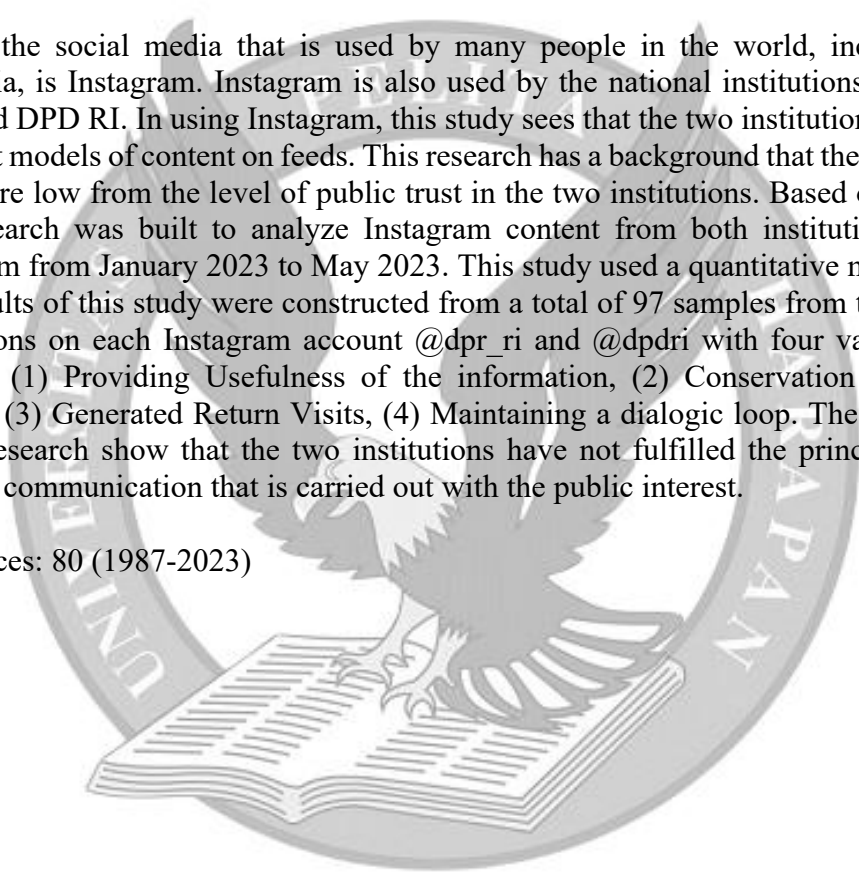 the social media that is used by many people in the world, inc
ia, is Instagram. Instagram is also used by the national institutions
d DPD RI. In using Instagram, this study sees that the two institution
t models of content on feeds. This research has a background that the
re low from the level of public trust in the two institutions. Based
earch was built to analyze Instagram content from both instituti
m from January 2023 to May 2023. This study used a quantitative
ults of this study were constructed from a total of 97 samples from t
ons on each Instagram account @dpr_ri and @dpdri with four va
(1) Providing Usefulness of the information, (2) Conservation
(3) Generated Return Visits, (4) Maintaining a dialogic loop. The
esearch show that the two institutions have not fulfilled the princ
communication that is carried out with the public interest.
ces: 80 (1987-2023)
UNIVERSITAS
PELITA
HARAPAN